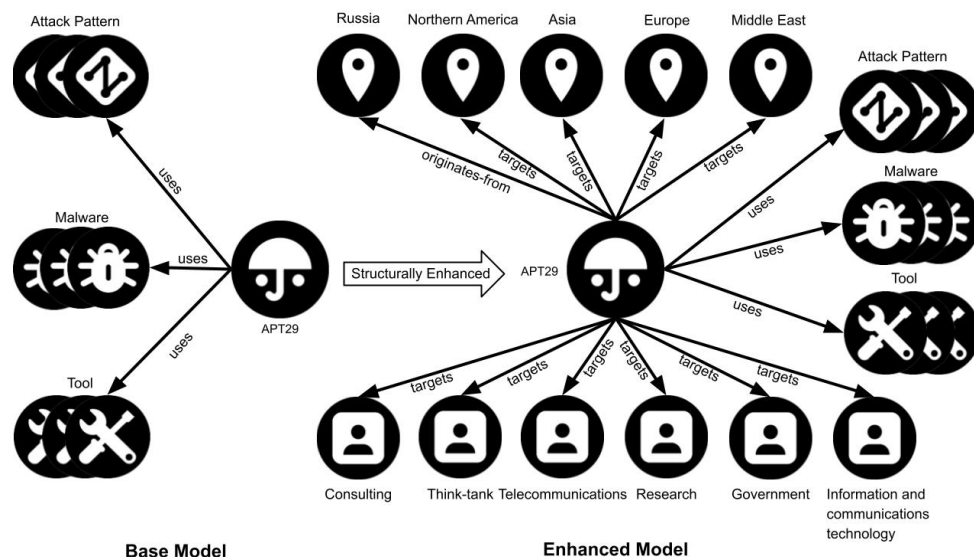 Attack Pattern
uses
Malware
uses
APT29
uses
Tool
Base Model
Structurally Enhanced
Russia
Northern America
Asia
Europe
Middle East
originates-from
targets
targets
targets
targets
APT29
Attack Pattern
uses
Malware
uses
Tool
uses
targets
targets
targets
targets
targets
targets
Consulting
Think-tank
Telecommunications
Research
Government
Information and
communications
technology
Enhanced Model